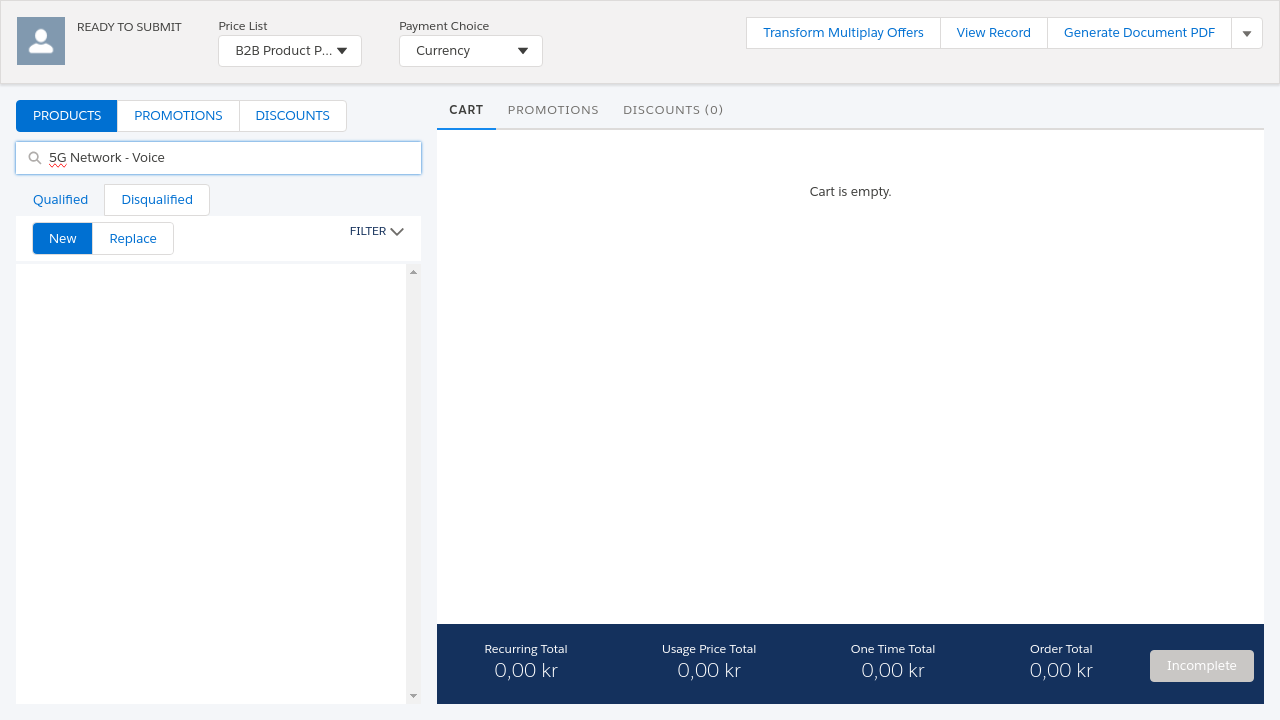 READY TO SUBMIT
Price List
B2B Product P...
Payment Choice
Currency
Transform Multiplay Offers
View Record
Generate Document PDF
PRODUCTS
PROMOTIONS
DISCOUNTS
5G Network - Voice
Qualified
Disqualified
New
Replace
FILTER
CART
PROMOTIONS
DISCOUNTS (0)
Cart is empty.
Recurring Total
0,00 kr
Usage Price Total
0,00 kr
One Time Total
0,00 kr
Order Total
0,00 kr
Incomplete